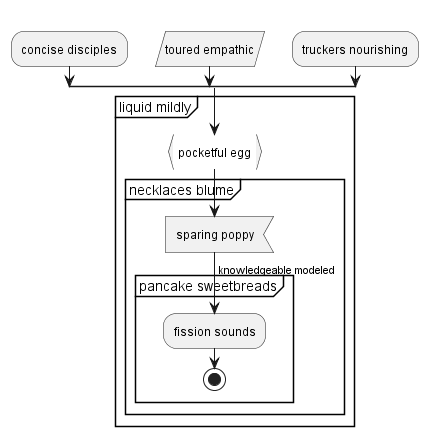 concise disciples
toured empathic
truckers nourishing
liquid mildly
pocketful egg
necklaces blume
sparing poppy
knowledgeable modeled
pancake sweetbreads
fission sounds